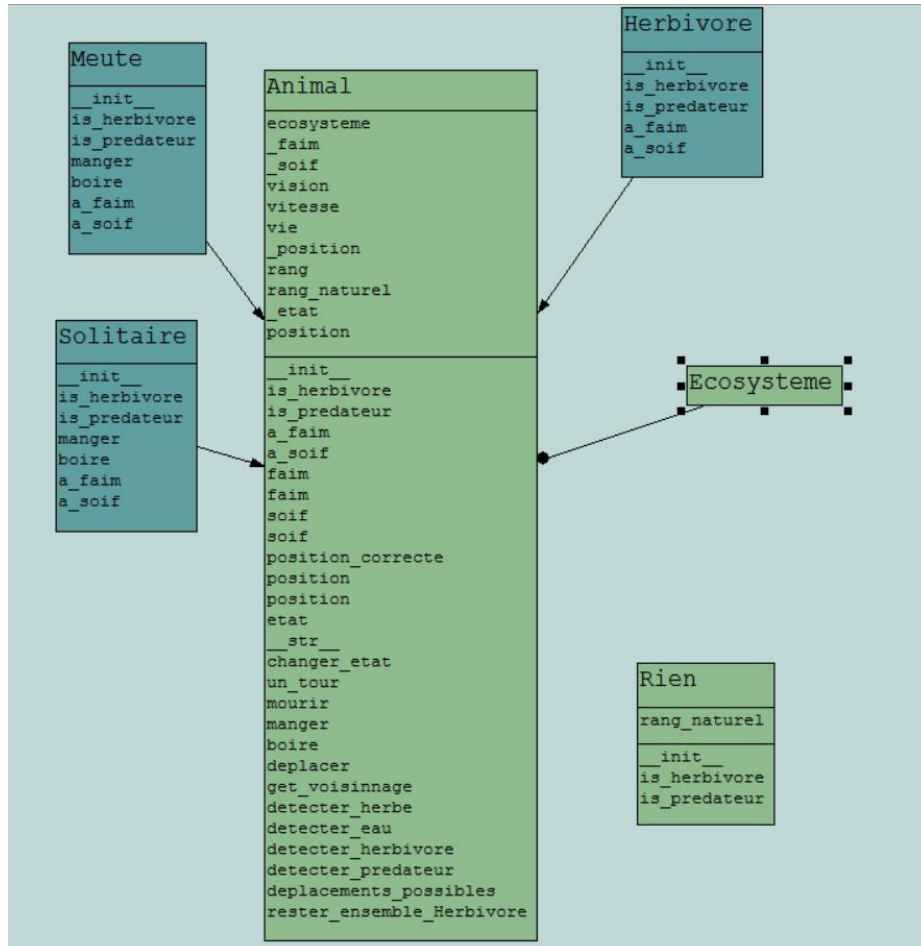 Meute
__init__
is_herbivore
is_predateur
manger
boire
a_faim
a_soif
Animal
ecosysteme
_faim
_soif
vision
vitesse
vie
_position
rang
rang_naturel
_etat
position
__init__
is_herbivore
is_predateur
a_faim
a_soif
faim
faim
soif
soif
position_correcte
position
position
etat
__str__
changer_etat
un_tour
mourir
manger
boire
deplacer
get_voisinnage
detecter_herbe
detecter_eau
detecter_herbivore
detecter_predateur
deplacements_possibles
rester_ensemble_Herbivore
Herbivore
__init__
is_herbivore
is_predateur
a_faim
a_soif
Solitaire
__init__
is_herbivore
is_predateur
manger
boire
a_faim
a_soif
Ecosysteme
Rien
rang_naturel
__init__
is_herbivore
is_predateur